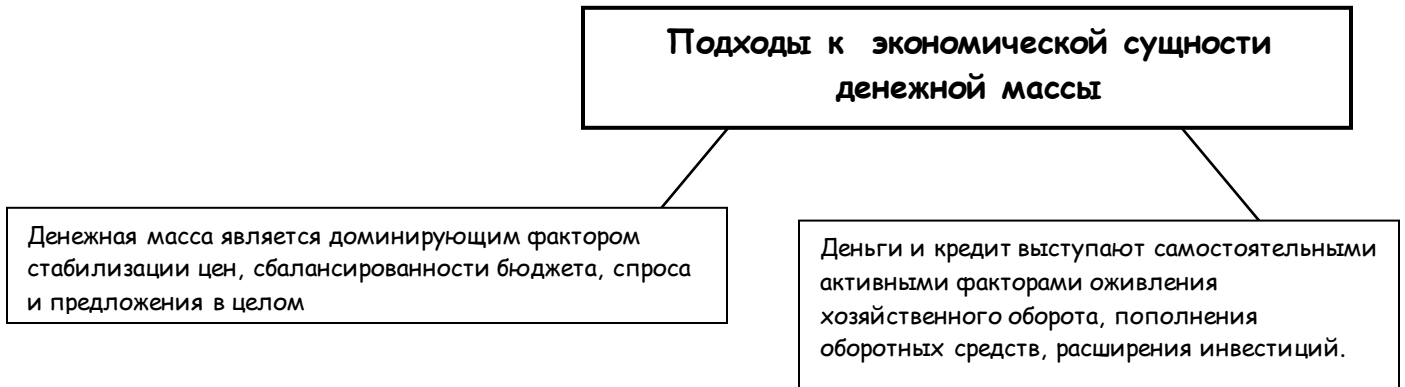 Подходы к экономической сущности
денежной массы
Денежная масса является доминирующим фактором
стабилизации цен, сбалансированности бюджета, спроса
и предложения в целом
Деньги и кредит выступают самостоятельными
активными факторами оживления
хозяйственного оборота, пополнения
оборотных средств, расширения инвестиций.